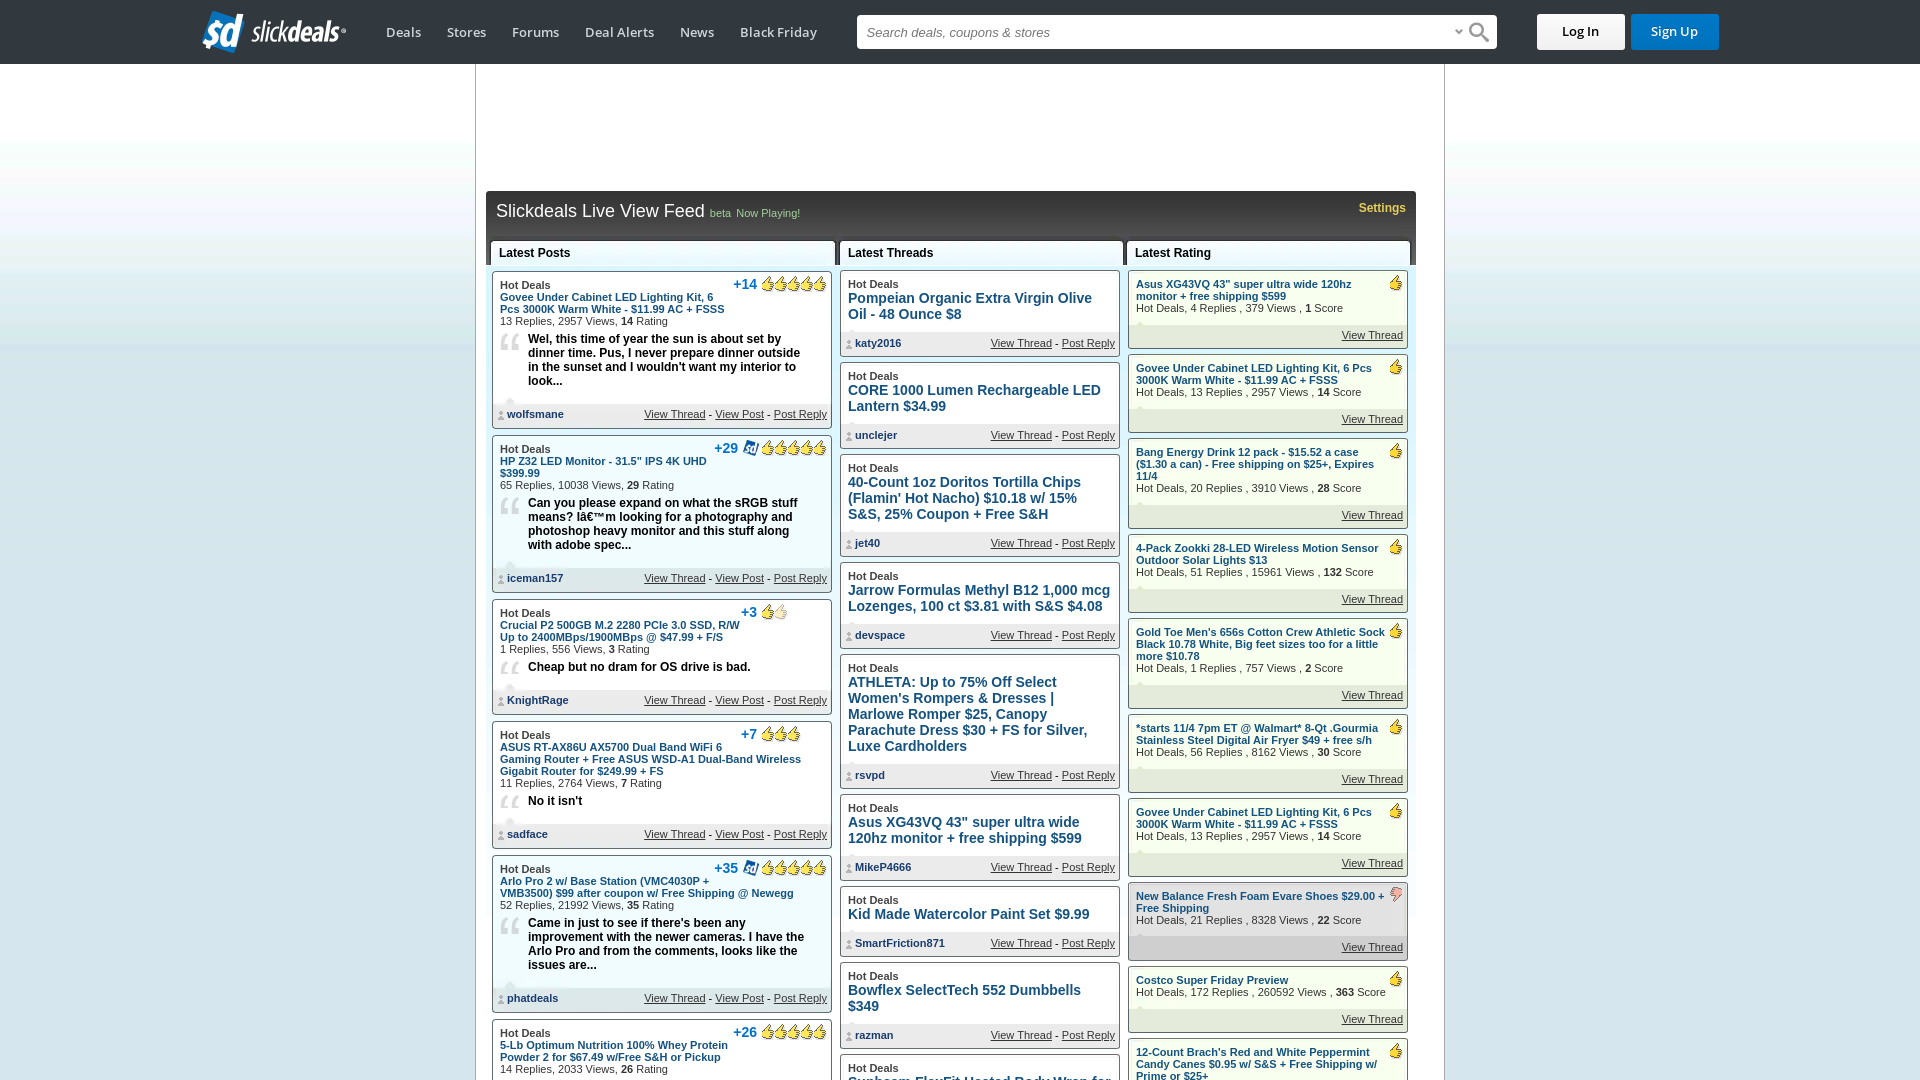 sd slickdeals
Deals
Stores
Forums
Deal Alerts
News
Black Friday
Search deals, coupons & stores
Log In
Sign Up
Slickdeals Live View Feed beta Now Playing!
Settings
Latest Posts
Hot Deals +14
Govee Under Cabinet LED Lighting Kit, 6
Pcs 3000K Warm White - $11.99 AC + FSSS
13 Replies, 2957 Views, 14 Rating
Wel, this time of year the sun is about set by
dinner time. Pus, I never prepare dinner outside
in the sunset and I wouldn't want my interior to
look...
wolfsmane View Thread - View Post - Post Reply
Hot Deals +29
HP Z32 LED Monitor - 31.5" IPS 4K UHD
$399.99
65 Replies, 10038 Views, 29 Rating
Can you please expand on what the sRGB stuff
means? Iâ€™m looking for a photography and
photoshop heavy monitor and this stuff along
with adobe spec...
iceman157 View Thread - View Post - Post Reply
Hot Deals +3
Crucial P2 500GB M.2 2280 PCIe 3.0 SSD, R/W
Up to 2400MBps/1900MBps @ $47.99 + F/S
1 Replies, 556 Views, 3 Rating
Cheap but no dram for OS drive is bad.
KnightRage View Thread - View Post - Post Reply
Hot Deals +7
ASUS RT-AX86U AX5700 Dual Band WiFi 6
Gaming Router + Free ASUS WSD-A1 Dual-Band Wireless
Gigabit Router for $249.99 + FS
11 Replies, 2764 Views, 7 Rating
No it isn't
sadface View Thread - View Post - Post Reply
Hot Deals +35
Arlo Pro 2 w/ Base Station (VMC4030P +
VMB3500) $99 after coupon w/ Free Shipping @ Newegg
52 Replies, 21992 Views, 35 Rating
Came in just to see if there's been any
improvement with the newer cameras. I have the
Arlo Pro and from the comments, looks like the
issues are...
phatdeals View Thread - View Post - Post Reply
Hot Deals +26
5-Lb Optimum Nutrition 100% Whey Protein
Powder 2 for $67.49 w/Free S&H or Pickup
14 Replies, 2033 Views, 26 Rating
Latest Threads
Hot Deals
Pompeian Organic Extra Virgin Olive
Oil - 48 Ounce $8
katy2016 View Thread - Post Reply
Hot Deals
CORE 1000 Lumen Rechargeable LED
Lantern $34.99
unclejer View Thread - Post Reply
Hot Deals
40-Count 1oz Doritos Tortilla Chips
(Flamin' Hot Nacho) $10.18 w/ 15%
S&S, 25% Coupon + Free S&H
jet40 View Thread - Post Reply
Hot Deals
Jarrow Formulas Methyl B12 1,000 mcg
Lozenges, 100 ct $3.81 with S&S $4.08
devspace View Thread - Post Reply
Hot Deals
ATHLETA: Up to 75% Off Select
Women's Rompers & Dresses |
Marlowe Romper $25, Canopy
Parachute Dress $30 + FS for Silver,
Luxe Cardholders
rsvpd View Thread - Post Reply
Hot Deals
Asus XG43VQ 43" super ultra wide
120hz monitor + free shipping $599
MikeP4666 View Thread - Post Reply
Hot Deals
Kid Made Watercolor Paint Set $9.99
SmartFriction871 View Thread - Post Reply
Hot Deals
Bowflex SelectTech 552 Dumbbells
$349
razman View Thread - Post Reply
Hot Deals
Sunbeam FlexFit Heated Body Wrap for
Latest Rating
Asus XG43VQ 43" super ultra wide 120hz
monitor + free shipping $599
Hot Deals, 4 Replies , 379 Views , 1 Score
View Thread
Govee Under Cabinet LED Lighting Kit, 6 Pcs
3000K Warm White - $11.99 AC + FSSS
Hot Deals, 13 Replies , 2957 Views , 14 Score
View Thread
Bang Energy Drink 12 pack - $15.52 a case
($1.30 a can) - Free shipping on $25+, Expires
11/4
Hot Deals, 20 Replies , 3910 Views , 28 Score
View Thread
4-Pack Zookki 28-LED Wireless Motion Sensor
Outdoor Solar Lights $13
Hot Deals, 51 Replies , 15961 Views , 132 Score
View Thread
Gold Toe Men's 656s Cotton Crew Athletic Sock
Black 10.78 White, Big feet sizes too for a little
more $10.78
Hot Deals, 1 Replies , 757 Views , 2 Score
View Thread
*starts 11/4 7pm ET @ Walmart* 8-Qt .Gourmia
Stainless Steel Digital Air Fryer $49 + free s/h
Hot Deals, 56 Replies , 8162 Views , 30 Score
View Thread
Govee Under Cabinet LED Lighting Kit, 6 Pcs
3000K Warm White - $11.99 AC + FSSS
Hot Deals, 13 Replies , 2957 Views , 14 Score
View Thread
New Balance Fresh Foam Evare Shoes $29.00 +
Free Shipping
Hot Deals, 21 Replies , 8328 Views , 22 Score
View Thread
Costco Super Friday Preview
Hot Deals, 172 Replies , 260592 Views , 363 Score
View Thread
12-Count Brach's Red and White Peppermint
Candy Canes $0.95 w/ S&S + Free Shipping w/
Prime or $25+